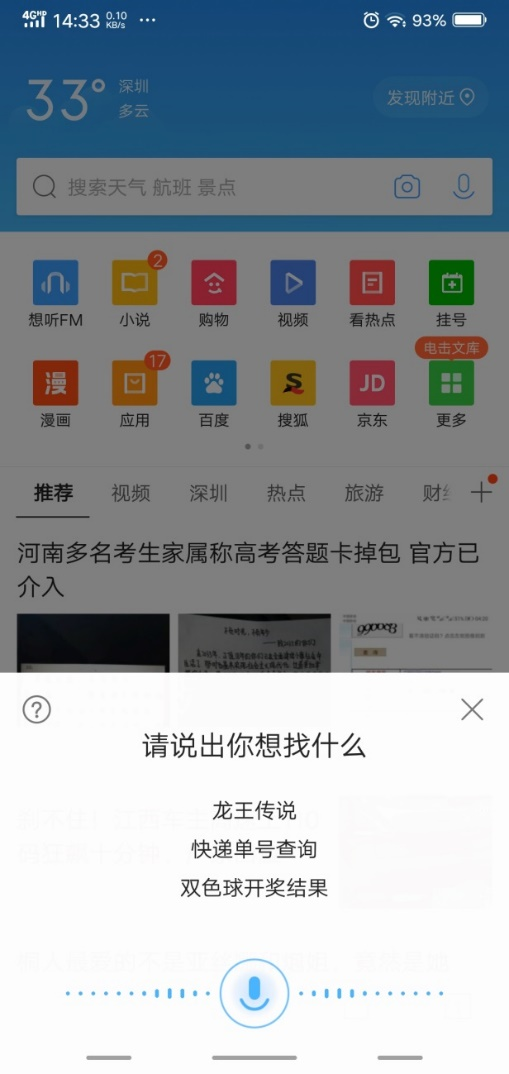 4GHD 14:33 0.10 KB/s ... 93%
33° 深圳
多云
发现附近
搜索天气 航班 景点
2
想听FM 小说 购物 视频 看热点 挂号
电击文库
17
漫 JD
漫画 应用 百度 搜狐 京东 更多
推荐 视频 深圳 热点 旅游 财经
河南多名考生家属称高考答题卡掉包 官方已
介入
请说出你想找什么
龙王传说
快递单号查询
双色球开奖结果